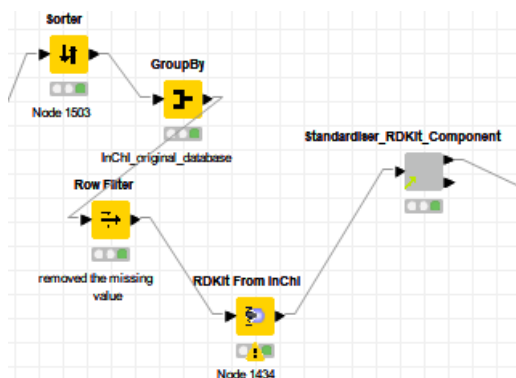 Sorter
Node 1503
GroupBy
InChI_original_database
Row Filter
removed the missing
value
RDKit From InChI
Node 1434
Standardiser_RDKit_Component